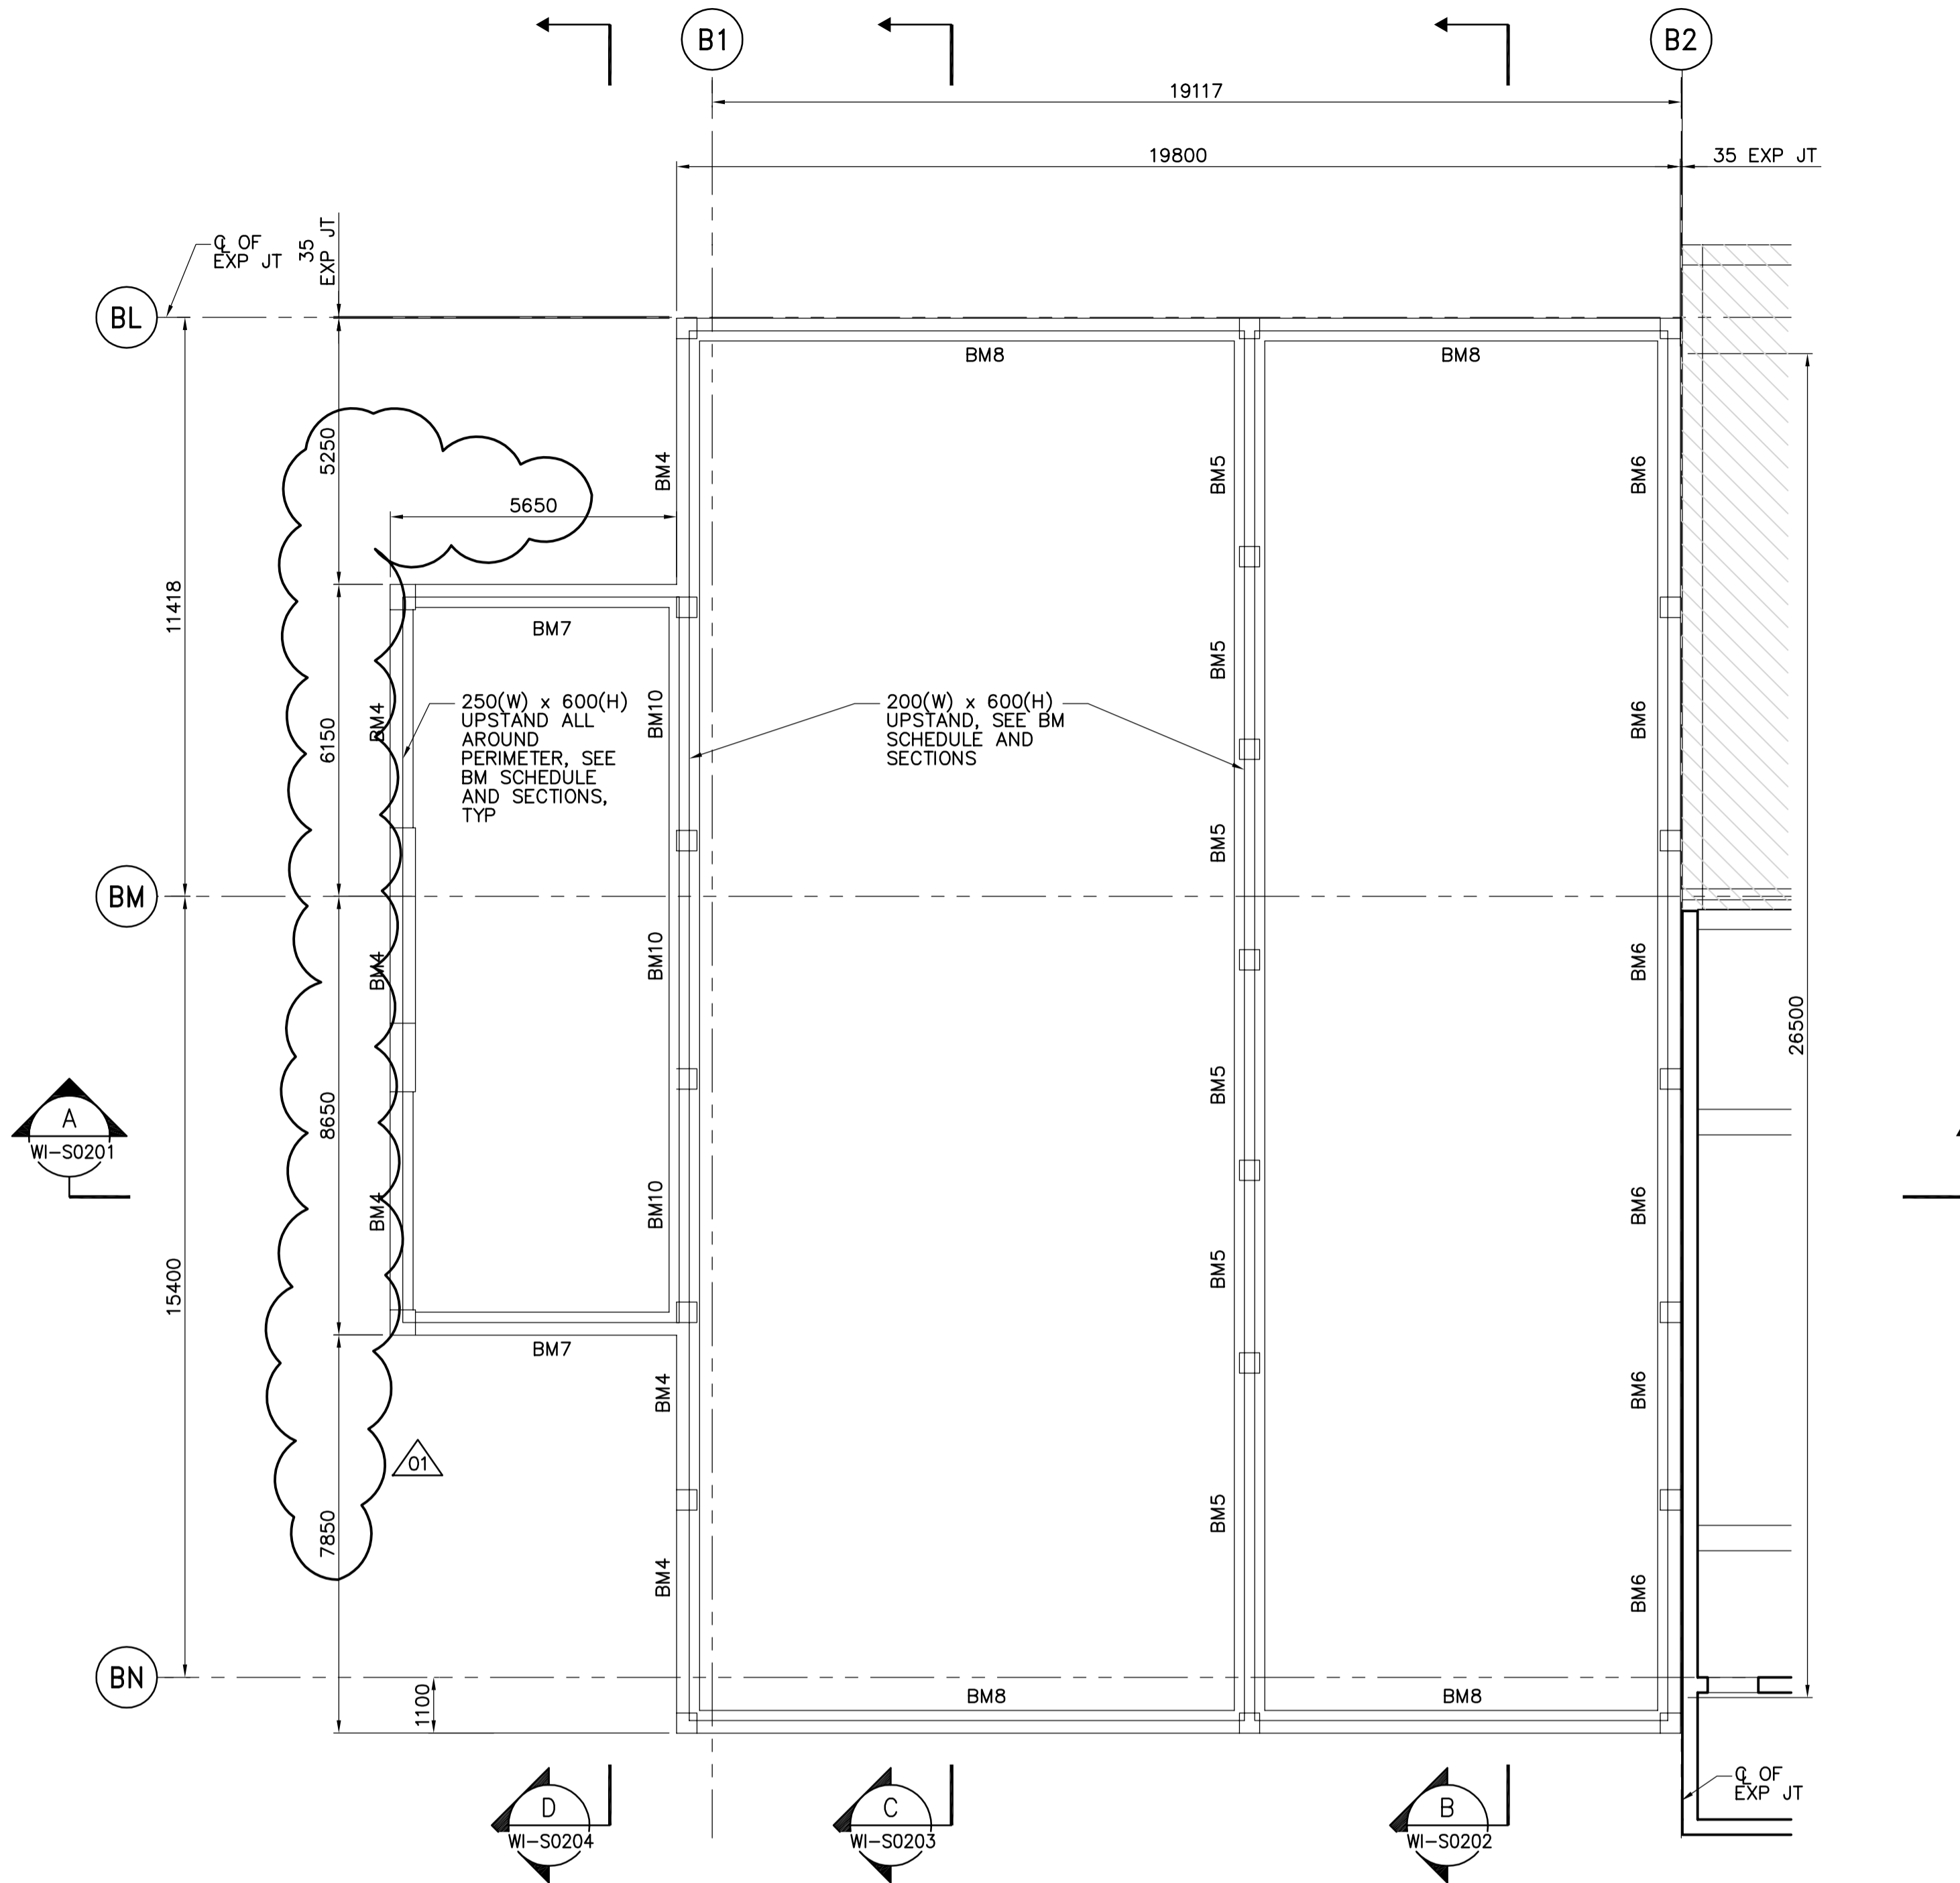 B1
B2
19117
19800
35 EXP JT
℄ OF
EXP JT
35
EXP JT
BL
BM8
BM8
5250
BM4
BM5
BM6
5650
11418
BM7
BM5
250(W) x 600(H)
UPSTAND ALL
AROUND
PERIMETER, SEE
BM SCHEDULE
AND SECTIONS,
TYP
200(W) x 600(H)
UPSTAND, SEE BM
SCHEDULE AND
SECTIONS
6150
BM4
BM10
BM6
BM5
BM
BM4
BM10
BM6
26500
8650
BM5
A
WI-S0201
BM4
BM10
BM6
BM5
15400
BM7
BM4
BM6
01
7850
BM5
BM4
BM6
BN
1100
BM8
BM8
℄ OF
EXP JT
D
WI-S0204
C
WI-S0203
B
WI-S0202